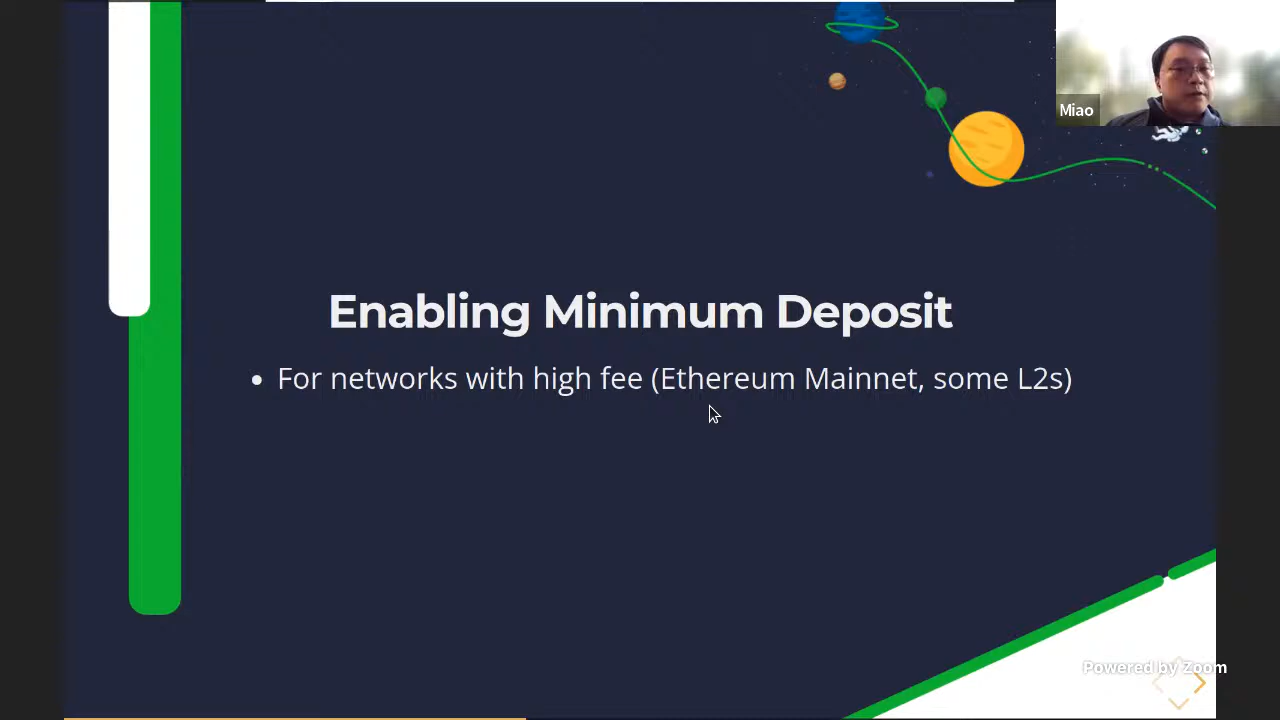 Miao
Enabling Minimum Deposit
• For networks with high fee (Ethereum Mainnet, some L2s)
Powered by Zoom